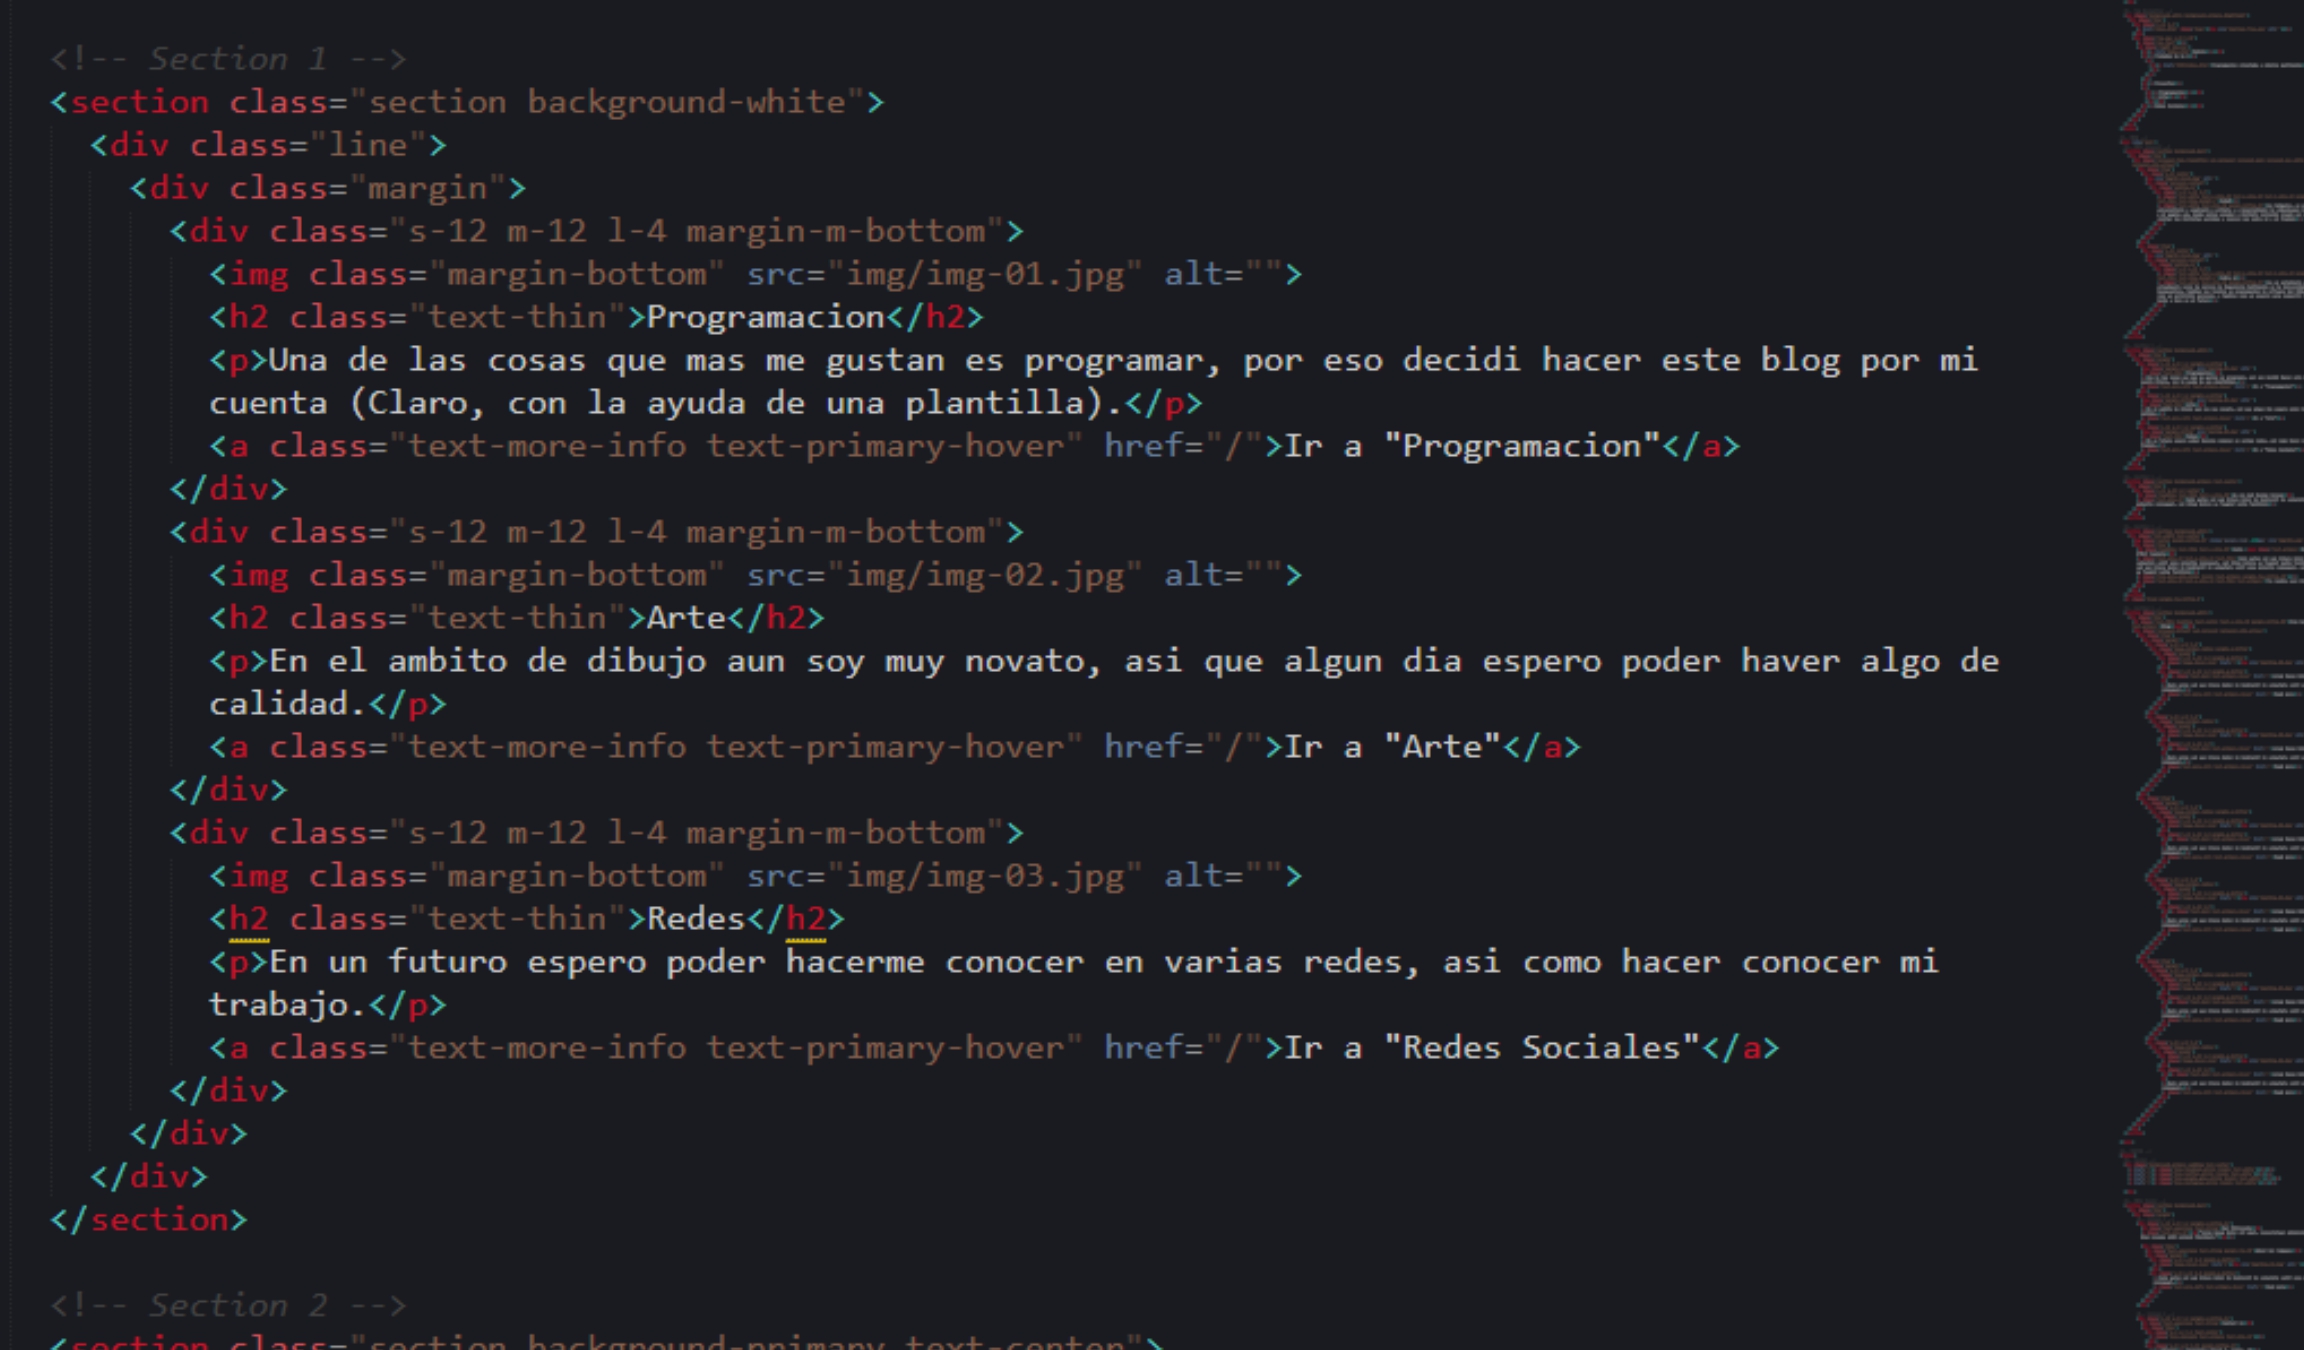 <!-- Section 1 -->
<section class="section background-white">
<div class="line">
<div class="margin">
<div class="s-12 m-12 l-4 margin-m-bottom">
<img class="margin-bottom" src="img/img-01.jpg" alt="">
<h2 class="text-thin">Programacion</h2>
<p>Una de las cosas que mas me gustan es programar, por eso decidi hacer este blog por mi
cuenta (Claro, con la ayuda de una plantilla).</p>
<a class="text-more-info text-primary-hover" href="/">Ir a "Programacion"</a>
</div>
<div class="s-12 m-12 l-4 margin-m-bottom">
<img class="margin-bottom" src="img/img-02.jpg" alt="">
<h2 class="text-thin">Arte</h2>
<p>En el ambito de dibujo aun soy muy novato, asi que algun dia espero poder haver algo de
calidad.</p>
<a class="text-more-info text-primary-hover" href="/">Ir a "Arte"</a>
</div>
<div class="s-12 m-12 l-4 margin-m-bottom">
<img class="margin-bottom" src="img/img-03.jpg" alt="">
<h2 class="text-thin">Redes</h2>
<p>En un futuro espero poder hacerme conocer en varias redes, asi como hacer conocer mi
trabajo.</p>
<a class="text-more-info text-primary-hover" href="/">Ir a "Redes Sociales"</a>
</div>
</div>
</div>
</section>
<!-- Section 2 -->
<section class="section background-primary text-center">